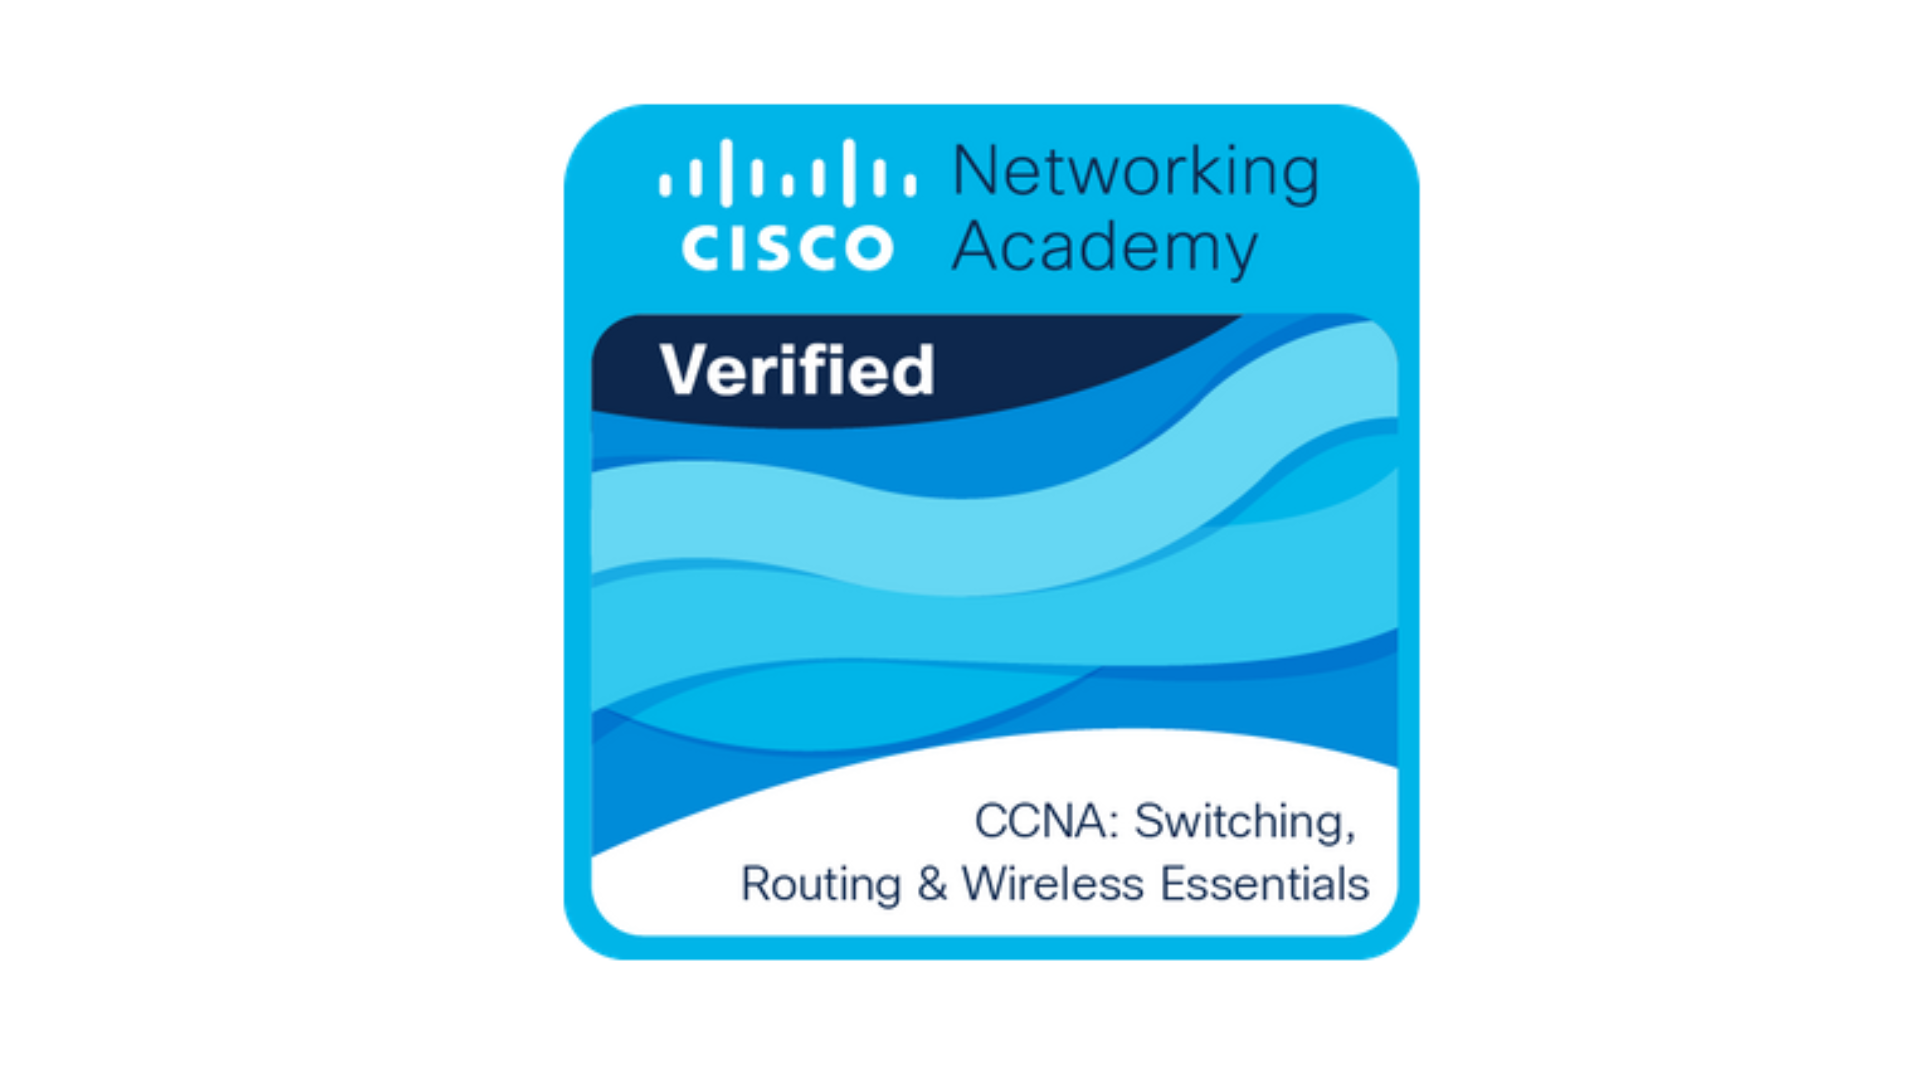 CISCO
Networking
Academy
Verified
CCNA: Switching,
Routing & Wireless Essentials